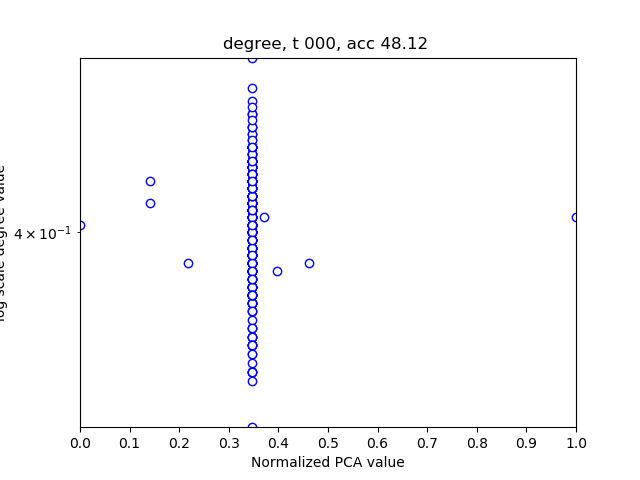 degree, t 000, acc 48.12
log scale degree value
4 × 10⁻¹
0.0 0.1 0.2 0.3 0.4 0.5 0.6 0.7 0.8 0.9 1.0
Normalized PCA value